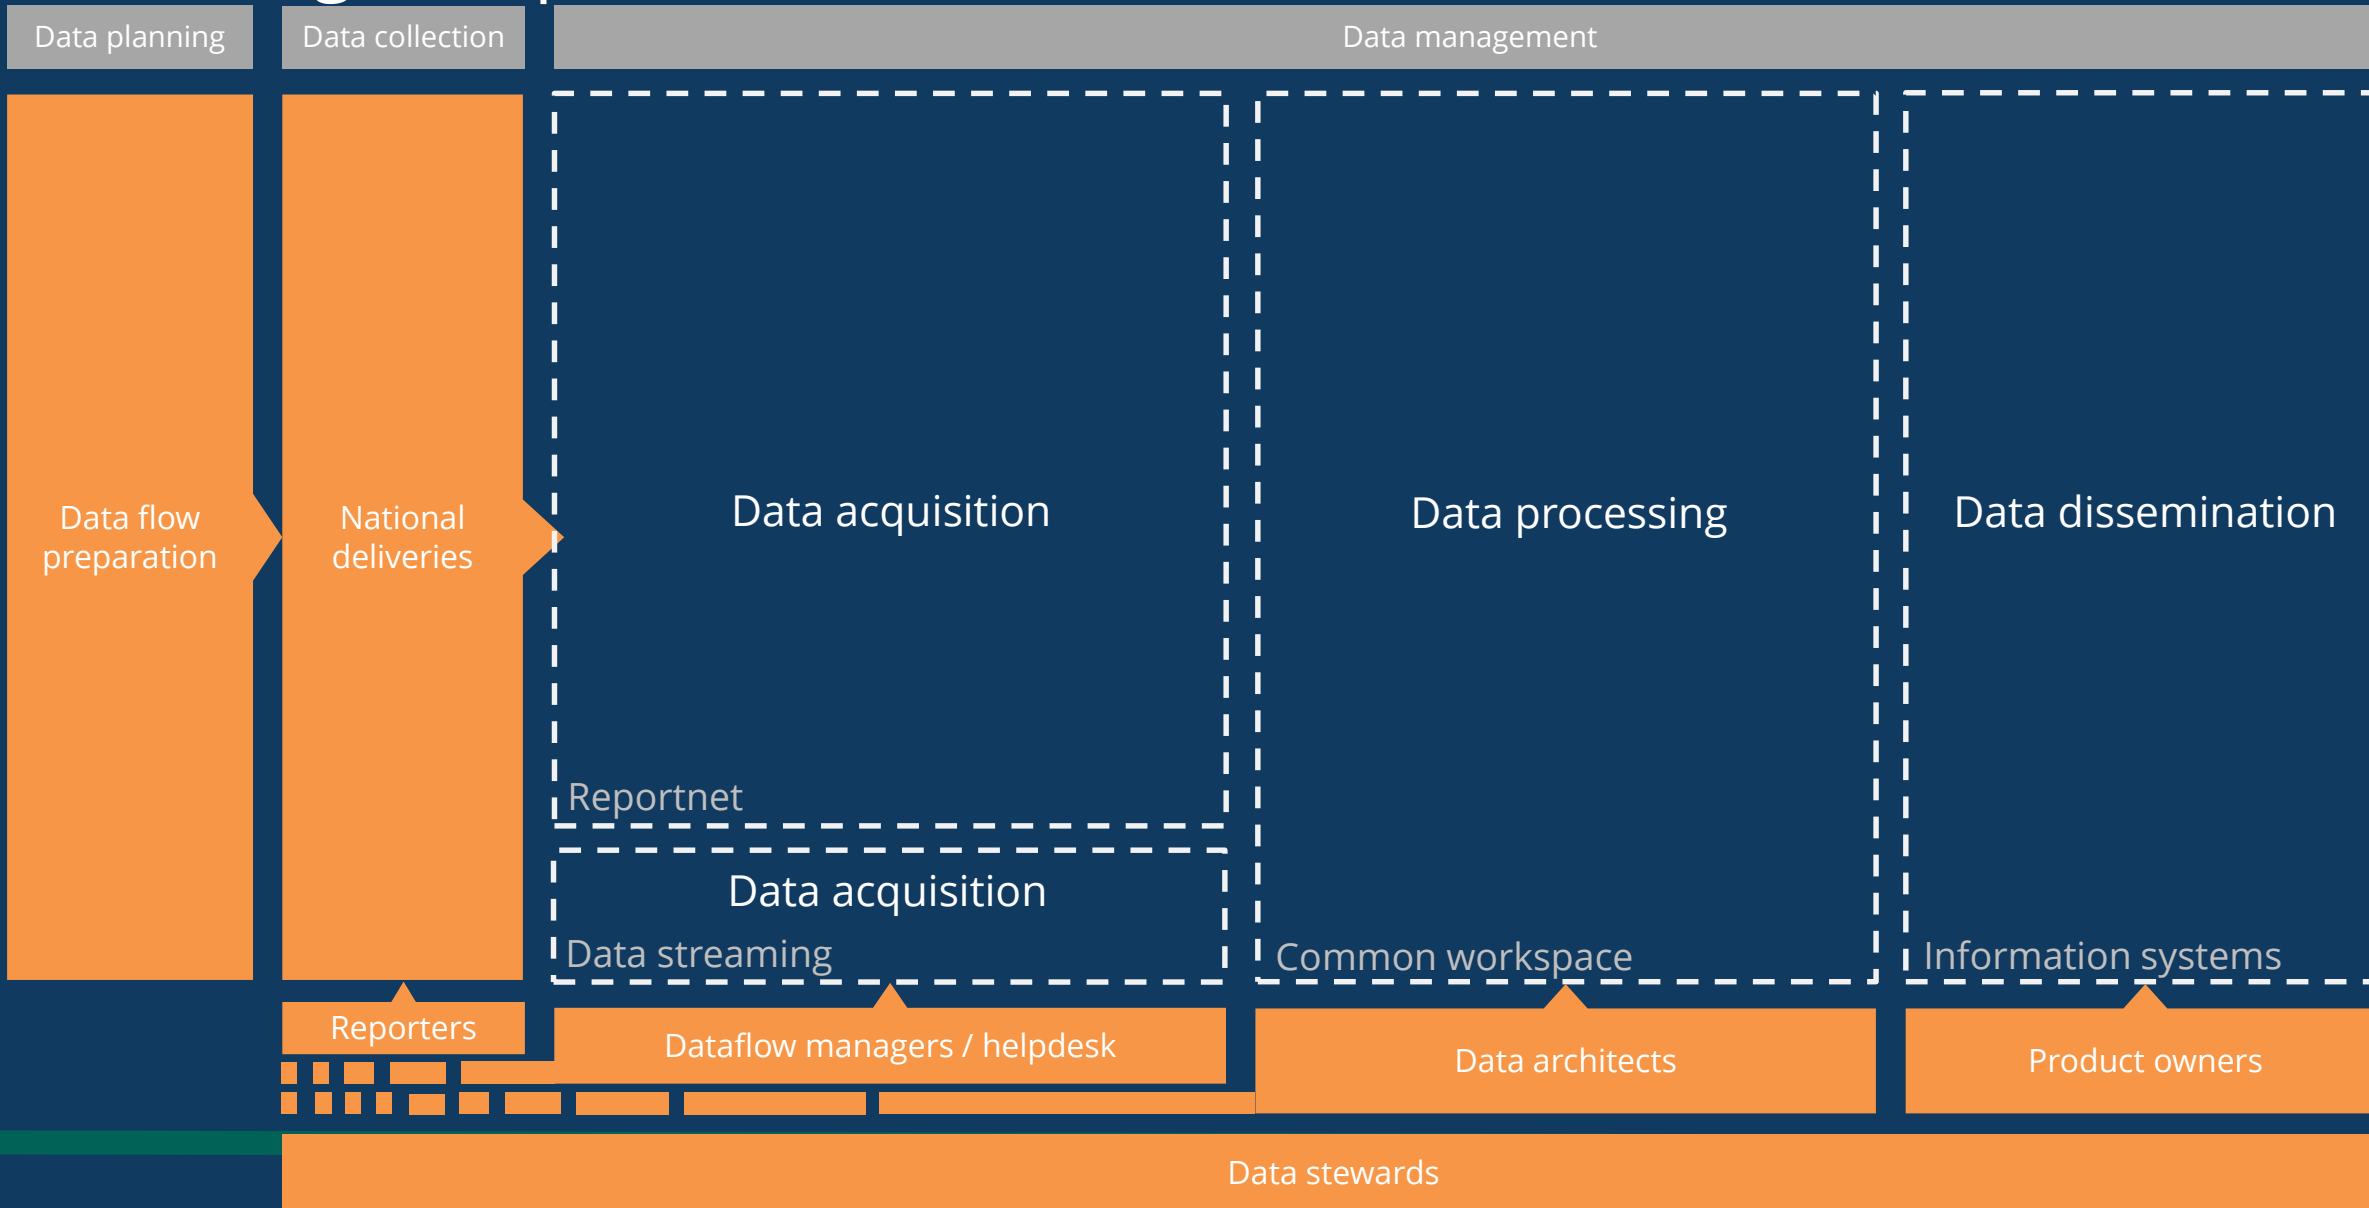 Data planning
Data collection
Data management
Data flow
preparation
National
deliveries
Data acquisition
Data processing
Data dissemination
Reportnet
Data acquisition
Data streaming
Common workspace
Information systems
Reporters
Dataflow managers / helpdesk
Data architects
Product owners
Data stewards